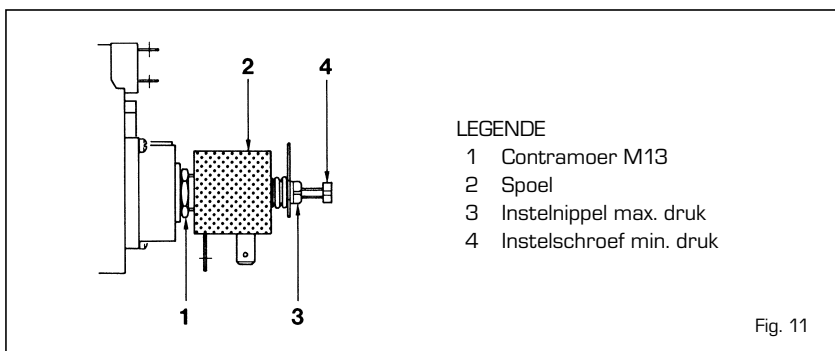 2
4
1
3
LEGENDE
1 Contramoer M13
2 Spoel
3 Instelnippel max. druk
4 Instelschroef min. druk
Fig. 11